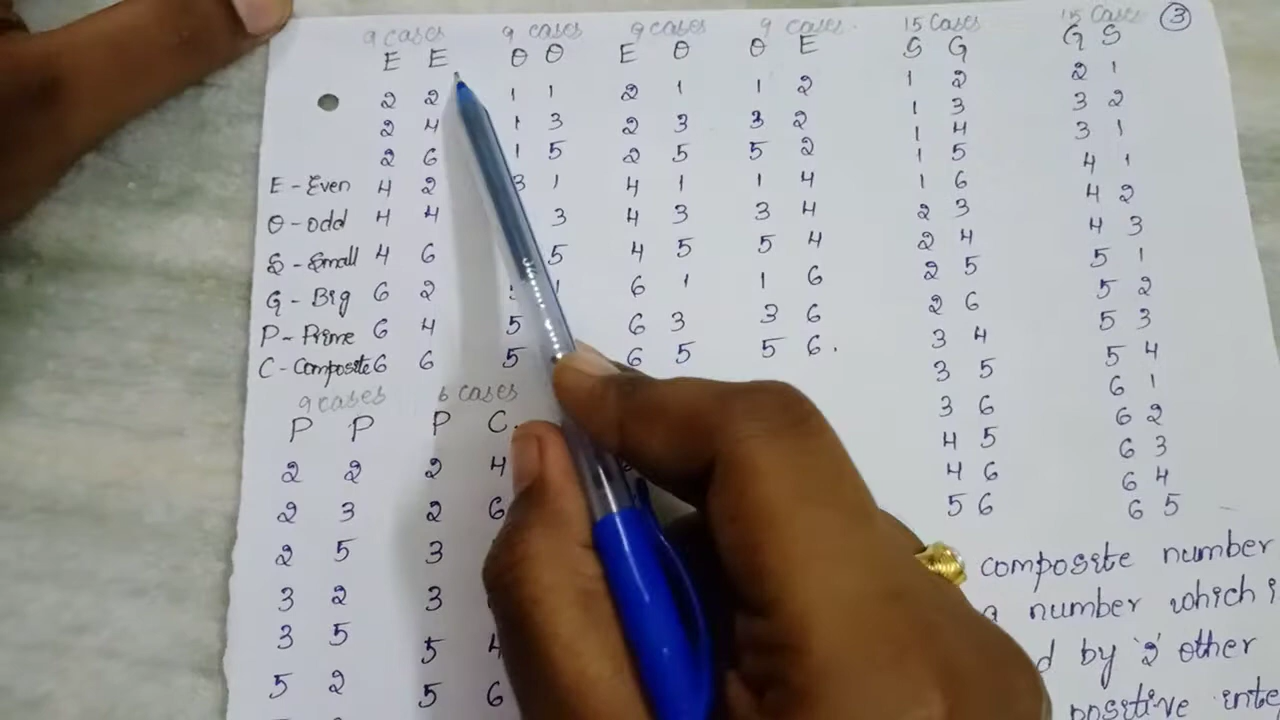 9 cases 9 cases 9 cases 9 cases. 15 Cases 15 Cases 3
E E O O E O O E S G G S
2 2 1 1 2 1 1 2 1 2 2 1
2 4 1 3 2 3 3 2 1 3 3 2
2 6 1 5 2 5 5 2 1 4 3 1
E - Even 4 2 3 1 4 1 1 4 1 5 4 1
O - odd 4 4 3 4 3 3 4 1 6 4 2
S - Small 4 6 5 4 5 5 4 2 3 4 3
G - Big 6 2 1 6 1 1 6 2 4 5 1
P - Prime 6 4 5 6 3 3 6 2 5 5 2
C - Composite 6 6 5 6 5 5 6. 2 6 5 3
3 4 5 4
3 5 6 1
3 6 6 2
4 5 6 3
4 6 6 4
5 6 6 5
9 cases 6 cases
P P P C.
2 2 2 4
2 3 2 6
2 5 3
3 2 3
3 5 5 4
5 2 5 6
composite number
a number which i
d by '2' other
positive inte